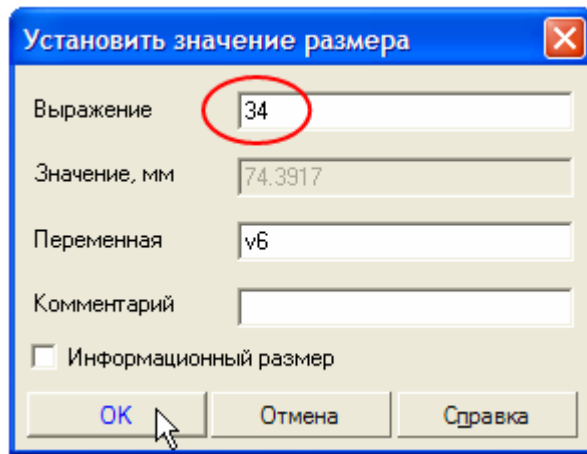 Установить значение размера
Выражение 34
Значение, мм 74.3917
Переменная v6
Комментарий
Информационный размер
OK Отмена Справка